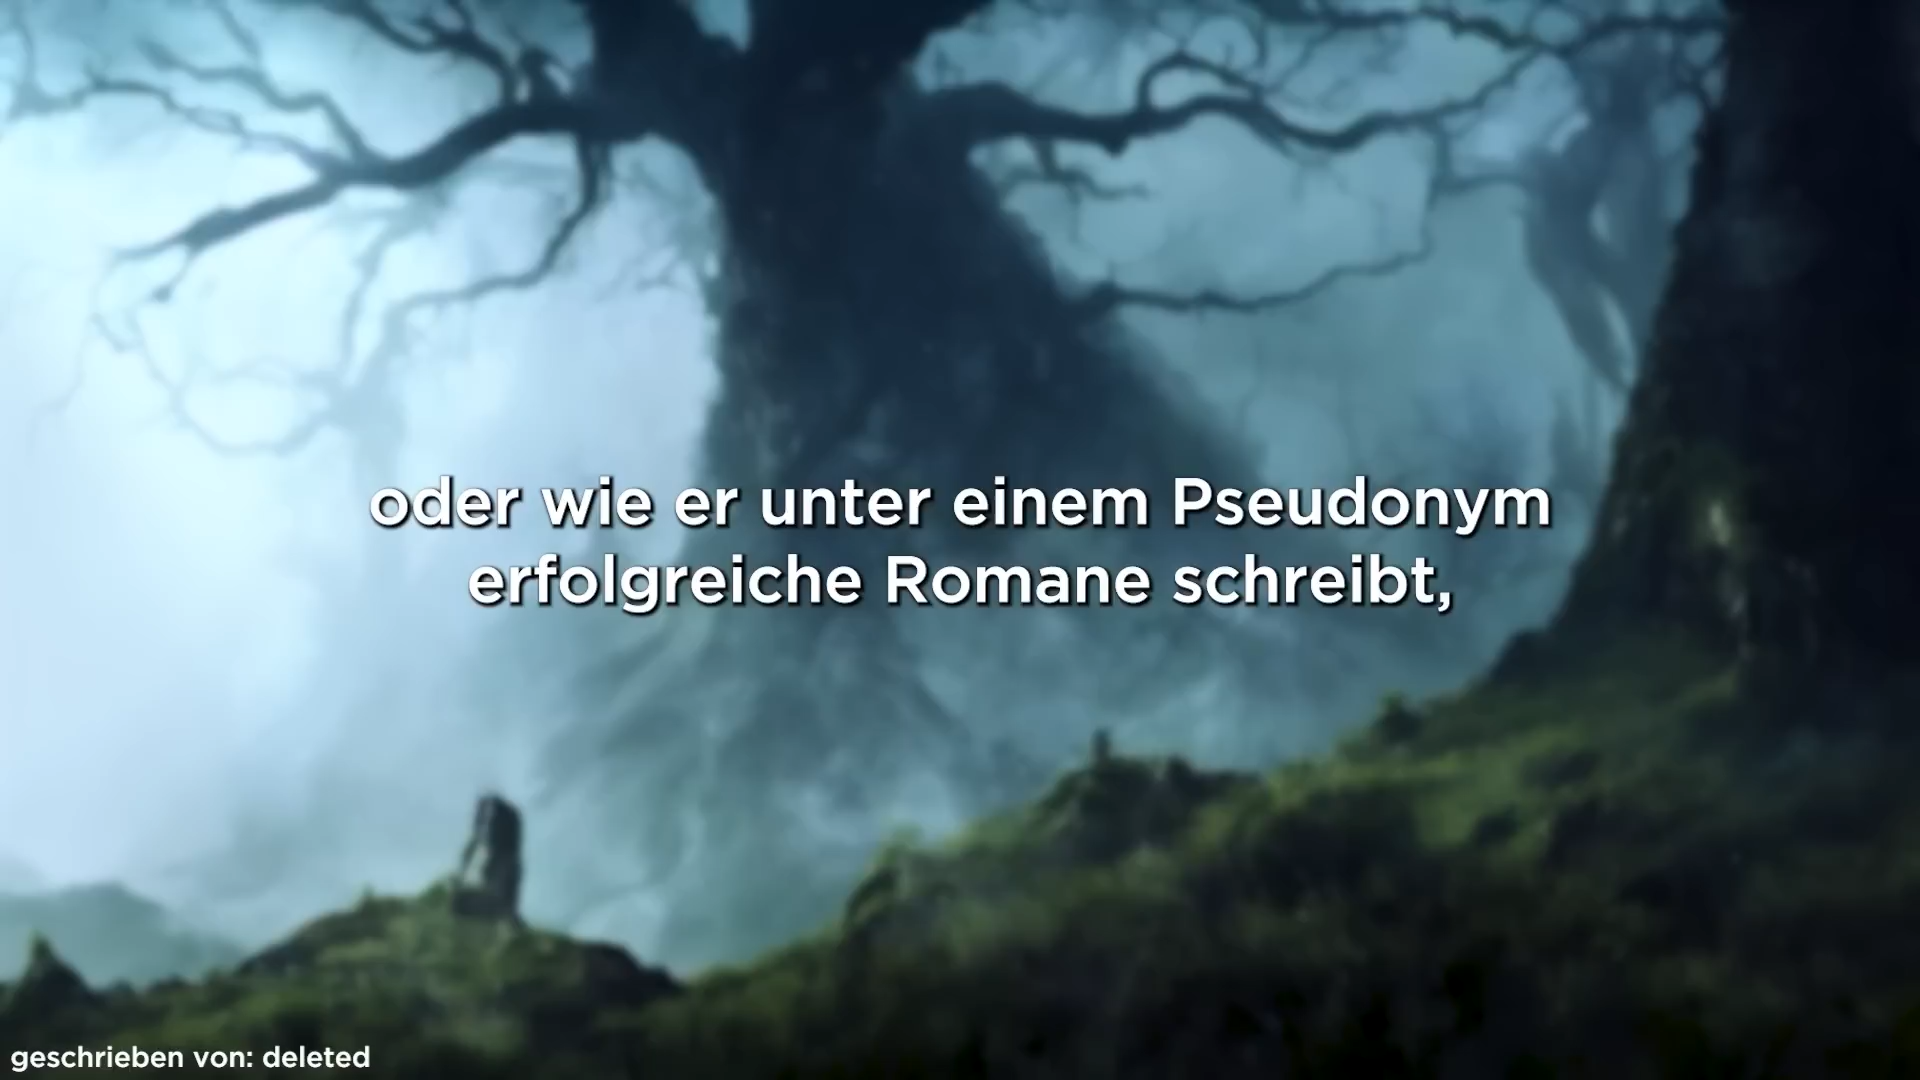 oder wie er unter einem Pseudonym
erfolgreiche Romane schreibt,
geschrieben von: deleted